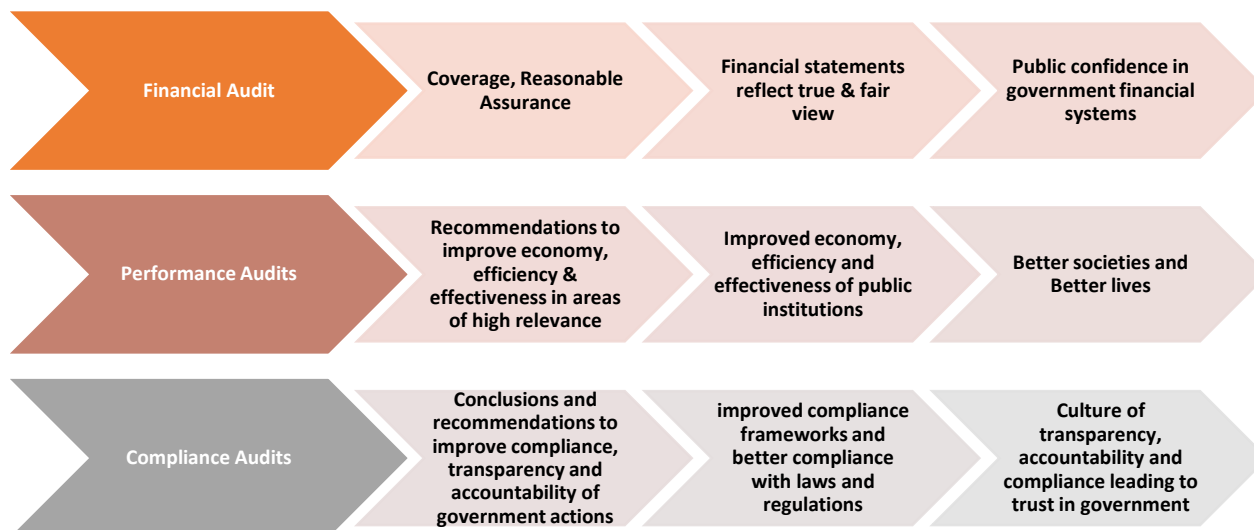 Financial Audit
Coverage, Reasonable
Assurance
Financial statements
reflect true & fair
view
Public confidence in
government financial
systems
Performance Audits
Recommendations to
improve economy,
efficiency &
effectiveness in areas
of high relevance
Improved economy,
efficiency and
effectiveness of public
institutions
Better societies and
Better lives
Compliance Audits
Conclusions and
recommendations to
improve compliance,
transparency and
accountability of
government actions
improved compliance
frameworks and
better compliance
with laws and
regulations
Culture of
transparency,
accountability and
compliance leading to
trust in government